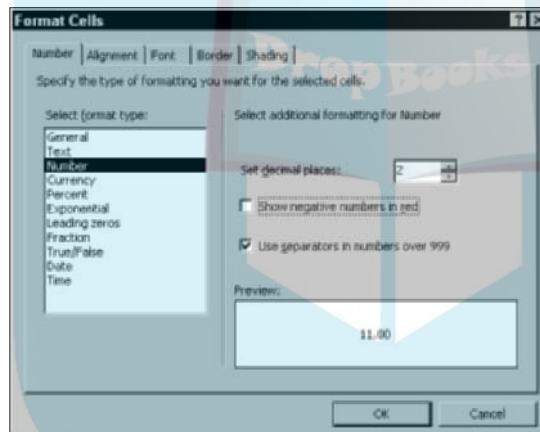 Format Cells
Number Alignment Font Border Shading
Specify the type of formatting you want for the selected cells.
Select format type:
General
Text
Number
Currency
Percent
Exponential
Leading zeros
Fraction
True/False
Date
Time
Select additional formatting for Number
Set decimal places: 2
Show negative numbers in red
Use separators in numbers over 999
Preview:
11.00
OK Cancel
DropBooks